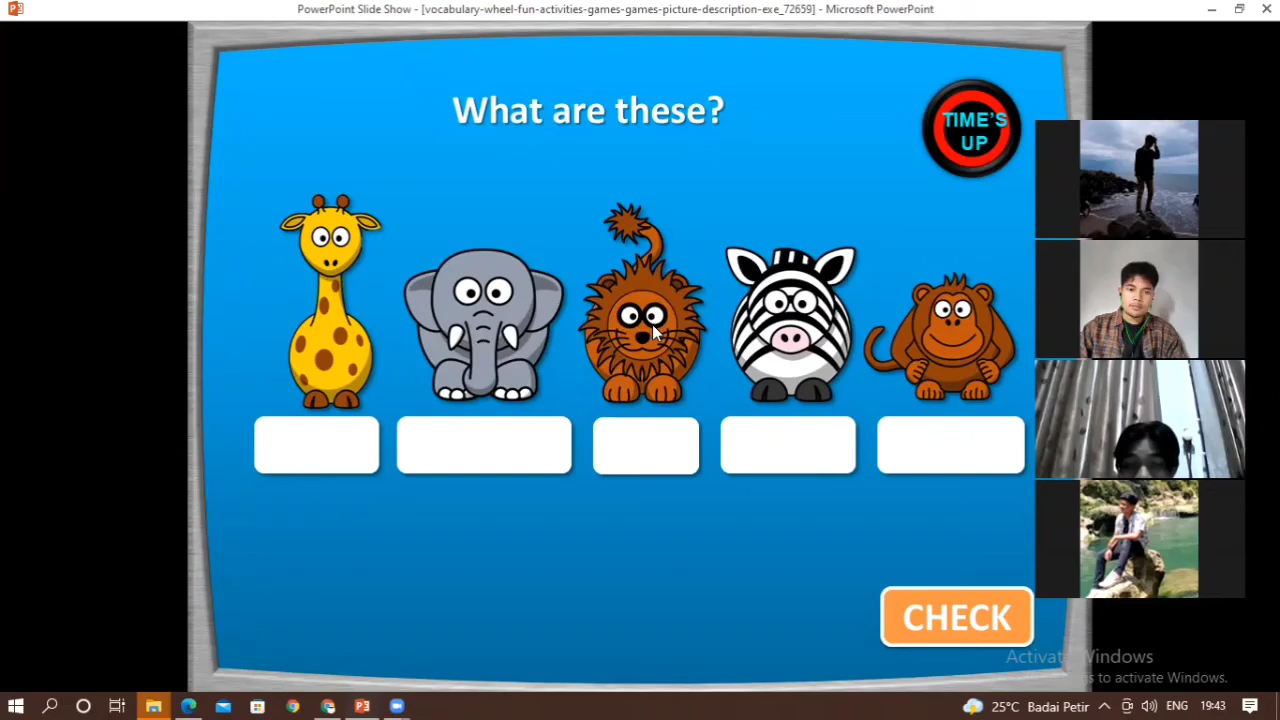 PowerPoint Slide Show - [vocabulary-wheel-fun-activities-games-games-picture-description-exe_72659] - Microsoft PowerPoint
What are these?
TIME'S
UP
CHECK
Activate Windows
to activate Windows.
25°C Badai Petir
ENG
19:43